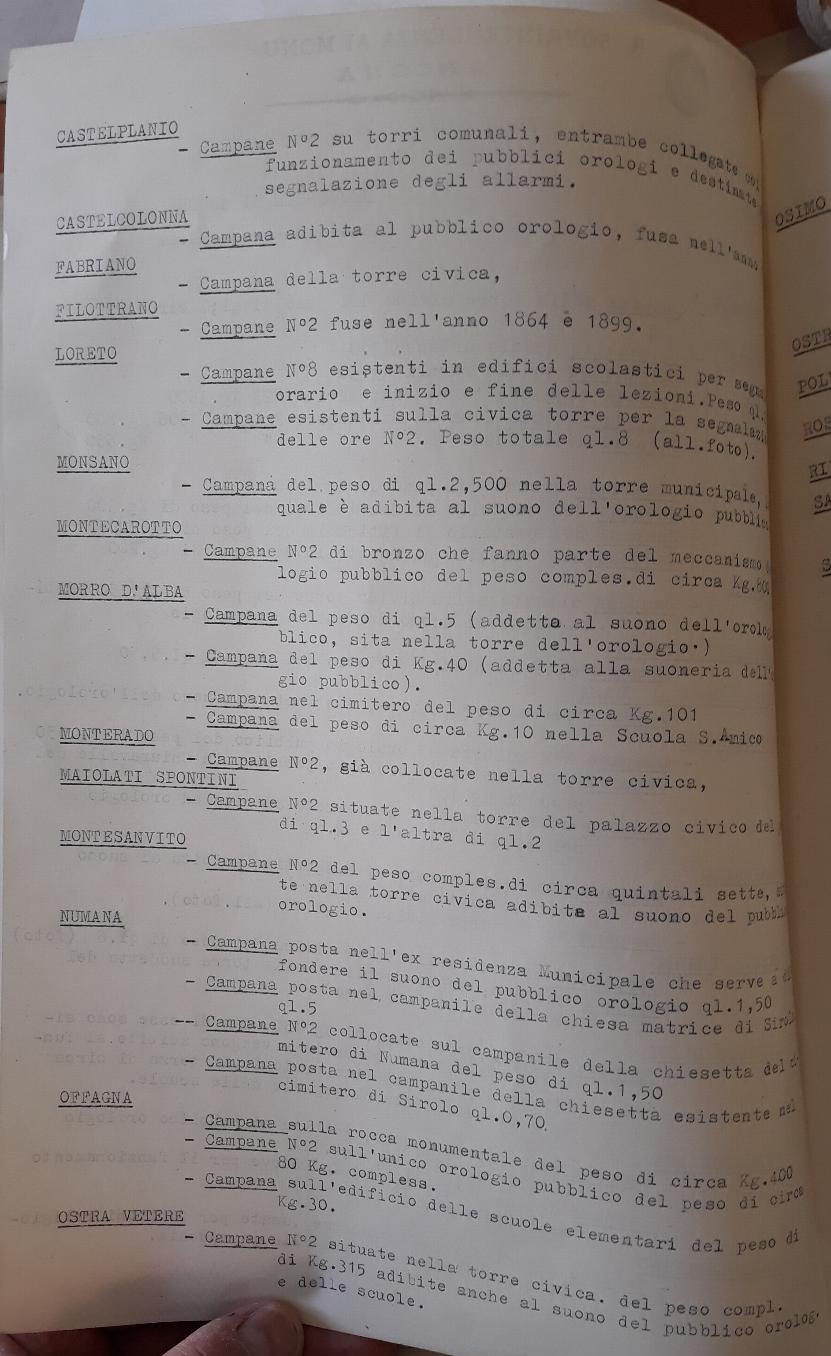 CASTELPLANIO
- Campane Nº2 su torri comunali, entrambe collegate
funzionamento dei pubblici orologi e destinate
segnalazione degli allarmi.
CASTELCOLONNA
- Campana adibita al pubblico orologio, fusa nell'anno
FABRIANO
- Campana della torre civica,
FILOTTRANO
- Campane Nº2 fuse nell'anno 1864 e 1899.
LORETO
- Campane Nº8 esistenti in edifici scolastici per
orario e inizio e fine delle lezioni.Peso
- Campane esistenti sulla civica torre per la
delle ore Nº2. Peso totale ql.8 (all.foto).
MONSANO
- Campana del peso di ql.2,500 nella torre municipale,
quale è adibita al suono dell'orologio
MONTECAROTTO
- Campane Nº2 di bronzo che fanno parte del meccanismo
logio pubblico del peso comples.di circa
MORRO D'ALBA
- Campana del peso di ql.5 (addetta al suono
blico, sita nella torre dell'orologio.)
- Campana del peso di Kg.40 (addetta alla suoneria
gio pubblico).
- Campana nel cimitero del peso di circa Kg.101
- Campana del peso di circa Kg.10 nella Scuola S.Amico
MONTERADO
- Campane Nº2, già collocate nella torre civica,
MAIOLATI SPONTINI
- Campane Nº2 situate nella torre del palazzo civico del
di ql.3 e l'altra di ql.2
MONTESANVITO
- Campane Nº2 del peso comples.di circa quintali sette,
te nella torre civica adibite al suono del
orologio.
NUMANA
- Campana posta nell'ex residenza Municipale che serve a
fondere il suono del pubblico orologio ql.1,50
- Campana posta nel campanile della chiesa matrice di
ql.5
-- Campane Nº2 collocate sul campanile della chiesetta del
mitero di Numana del peso di ql.1,50
- Campana posta nel campanile della chiesetta esistente nel
cimitero di Sirolo ql.0,70
OFFAGNA
- Campana sulla rocca monumentale del peso di circa Kg.400
- Campane Nº2 sull'unico orologio pubblico del peso di circa
80 Kg. compless.
- Campana sull'edificio delle scuole elementari del peso di
Kg.30.
OSTRA VETERE
- Campane Nº2 situate nella torre civica. del peso compl.
di Kg.315 adibite anche al suono del pubblico orolog.
e delle scuole.
OSIMO